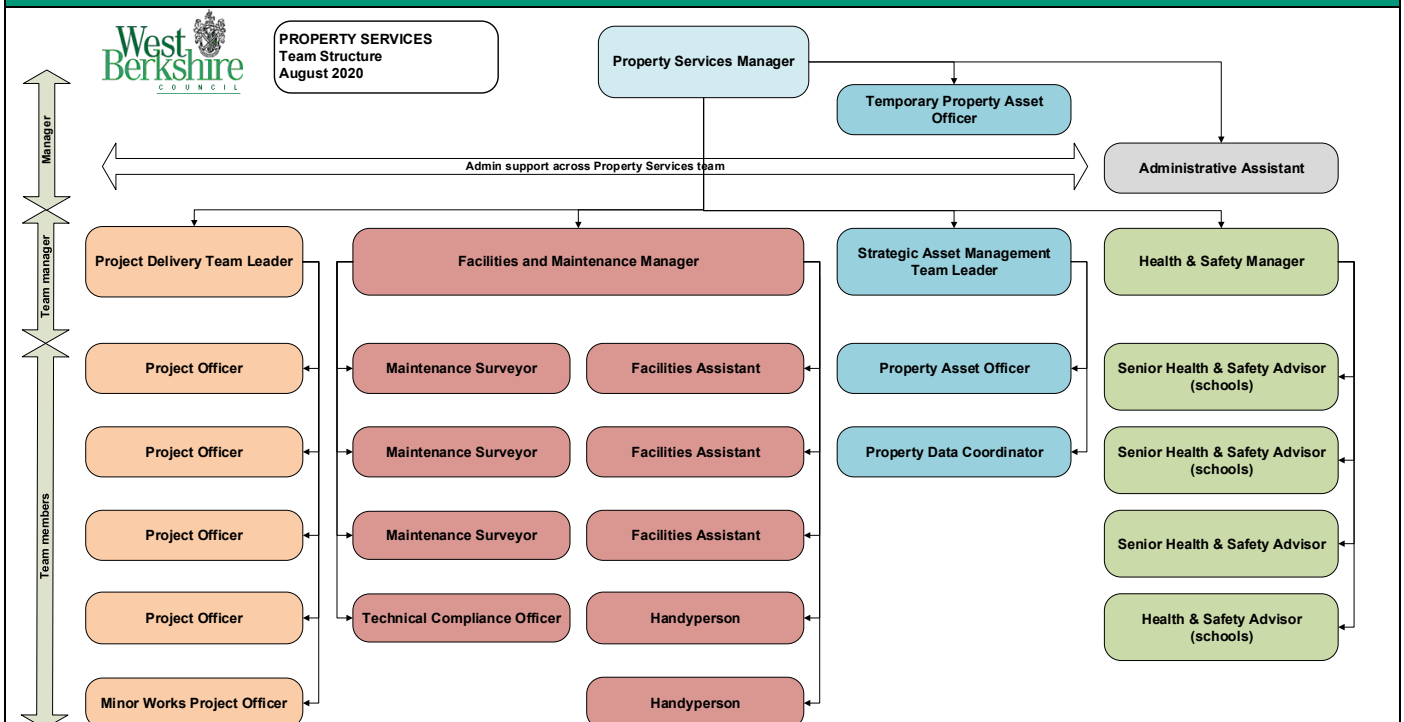 West
Berkshire
COUNCIL
PROPERTY SERVICES
Team Structure
August 2020
Property Services Manager
Temporary Property Asset
Officer
Manager
Admin support across Property Services team
Administrative Assistant
Team manager
Project Delivery Team Leader
Facilities and Maintenance Manager
Strategic Asset Management
Team Leader
Health & Safety Manager
Team members
Project Officer
Maintenance Surveyor
Facilities Assistant
Property Asset Officer
Senior Health & Safety Advisor
(schools)
Project Officer
Maintenance Surveyor
Facilities Assistant
Property Data Coordinator
Senior Health & Safety Advisor
(schools)
Project Officer
Maintenance Surveyor
Facilities Assistant
Senior Health & Safety Advisor
Project Officer
Technical Compliance Officer
Handyperson
Health & Safety Advisor
(schools)
Minor Works Project Officer
Handyperson